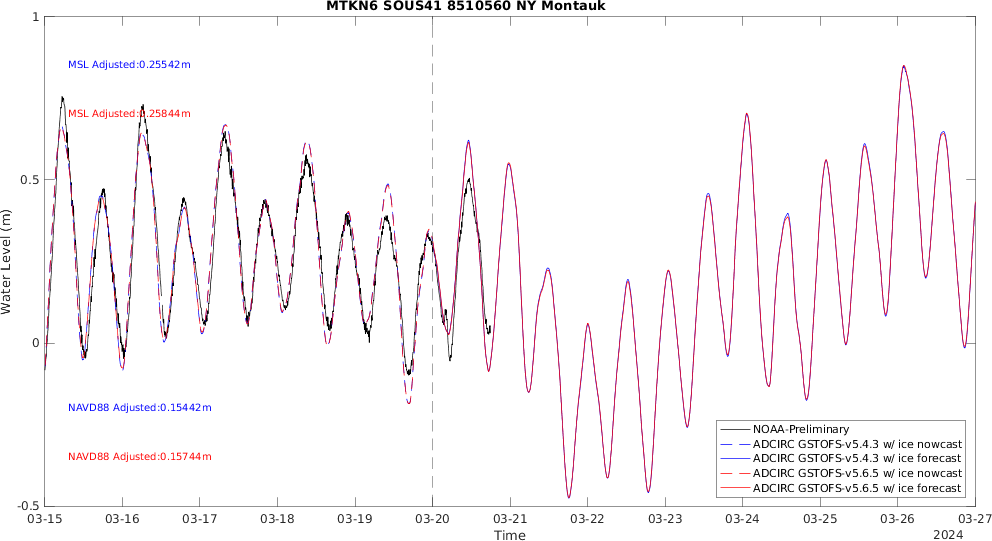 MTKN6 SOUS41 8510560 NY Montauk
1
MSL Adjusted:0.25542m
MSL Adjusted:0.25844m
0.5
Water Level (m)
0
NAVD88 Adjusted:0.15442m
NAVD88 Adjusted:0.15744m
NOAA-Preliminary
ADCIRC GSTOFS-v5.4.3 w/ ice nowcast
ADCIRC GSTOFS-v5.4.3 w/ ice forecast
ADCIRC GSTOFS-v5.6.5 w/ ice nowcast
ADCIRC GSTOFS-v5.6.5 w/ ice forecast
-0.5
03-15 03-16 03-17 03-18 03-19 03-20 03-21 03-22 03-23 03-24 03-25 03-26 03-27
Time
2024